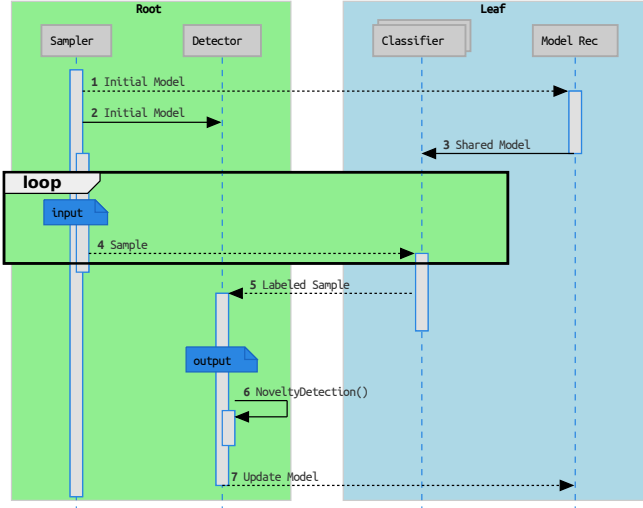 Root
Leaf
Sampler
Detector
Classifier
Model Rec
1 Initial Model
2 Initial Model
3 Shared Model
loop
input
4 Sample
5 Labeled Sample
output
6 NoveltyDetection()
7 Update Model